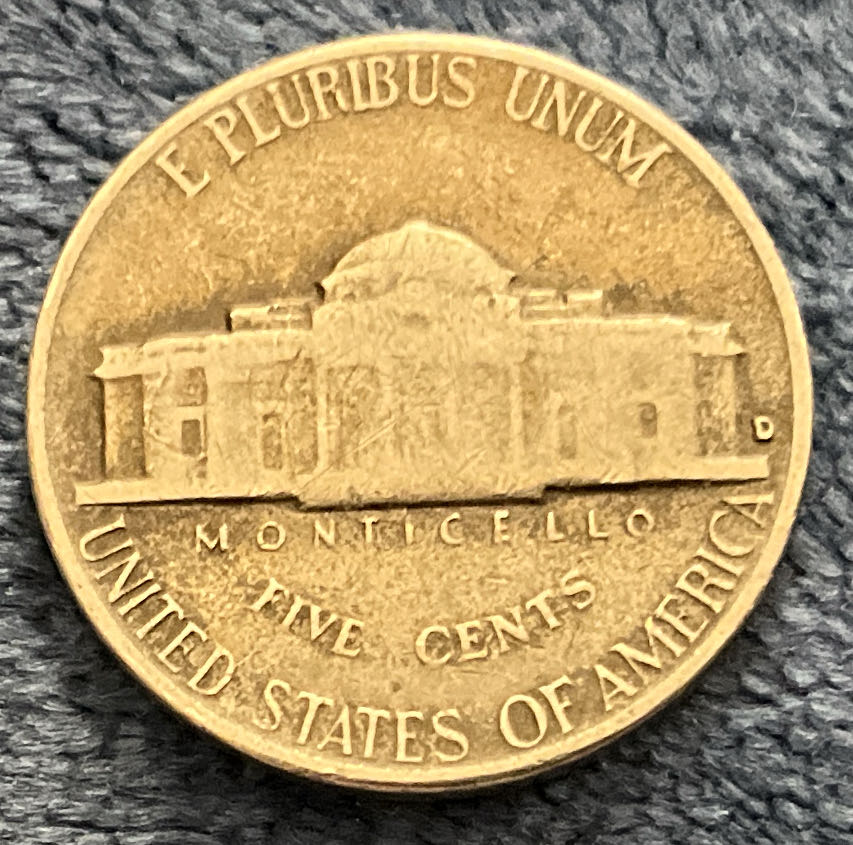 E PLURIBUS UNUM
D
MONTICELLO
FIVE CENTS
UNITED STATES OF AMERICA